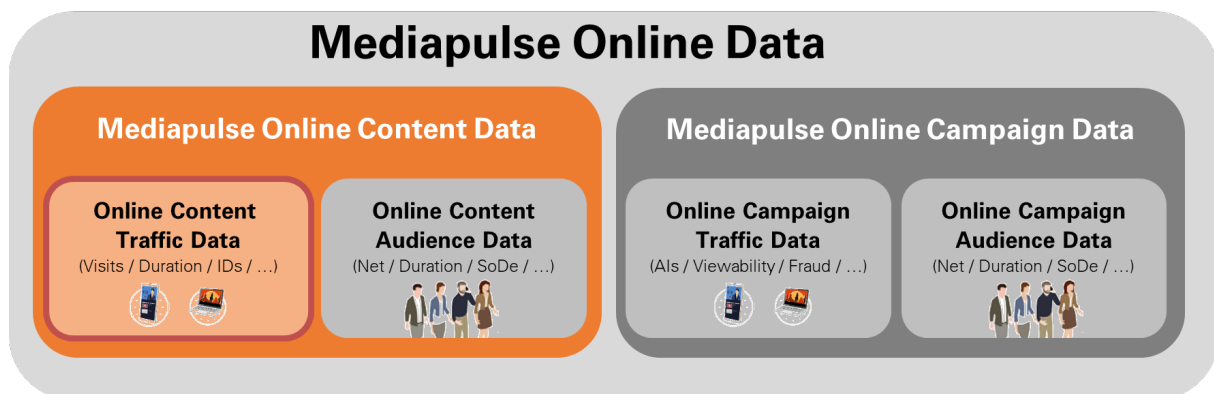 Mediapulse Online Data
Mediapulse Online Content Data
Online Content
Traffic Data
(Visits / Duration / IDs / …)
Online Content
Audience Data
(Net / Duration / SoDe / …)
Mediapulse Online Campaign Data
Online Campaign
Traffic Data
(AIs / Viewability / Fraud / …)
Online Campaign
Audience Data
(Net / Duration / SoDe / …)